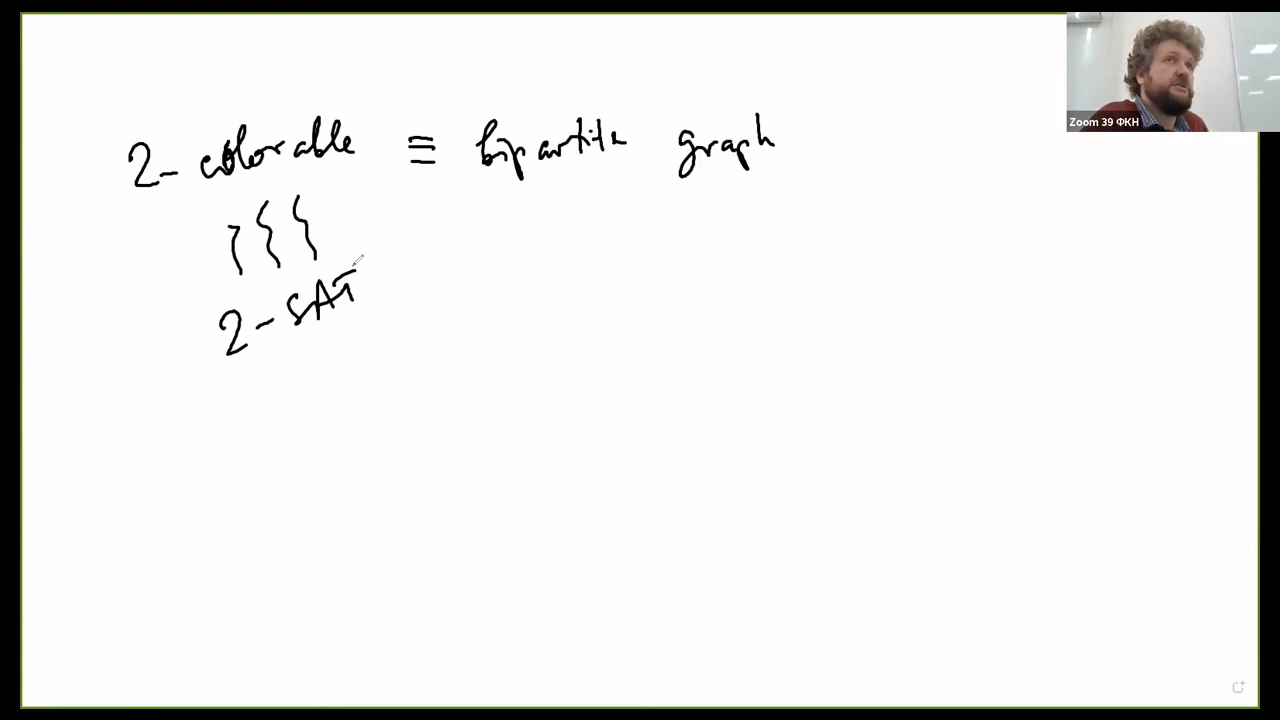 2-colorable ≡ bipartite graph
2-SAT
Zoom 39 ФКН